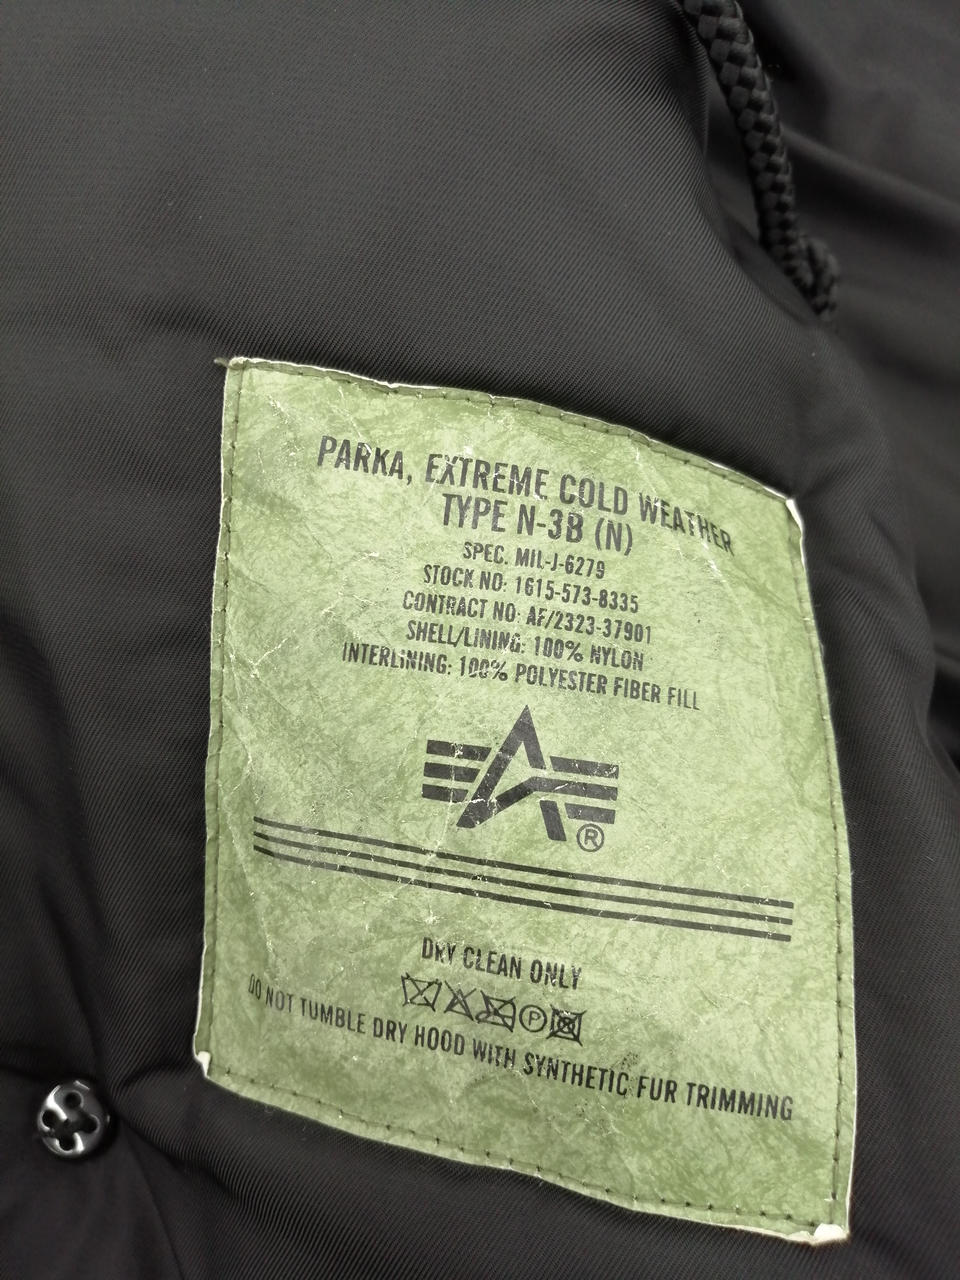 PARKA, EXTREME COLD WEATHER
TYPE N-3B (N)
SPEC. MIL-J-6279
STOCK NO: 1615-573-8335
CONTRACT NO: AF/2323-37901
SHELL/LINING: 100% NYLON
INTERLINING: 100% POLYESTER FIBER FILL
®
DRY CLEAN ONLY
P
DO NOT TUMBLE DRY HOOD WITH SYNTHETIC FUR TRIMMING